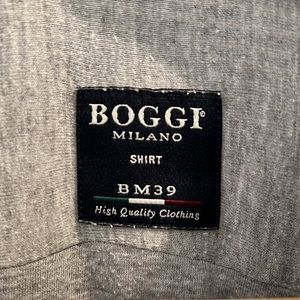 BOGGI
MILANO
SHIRT
BM39
High Quality Clothing